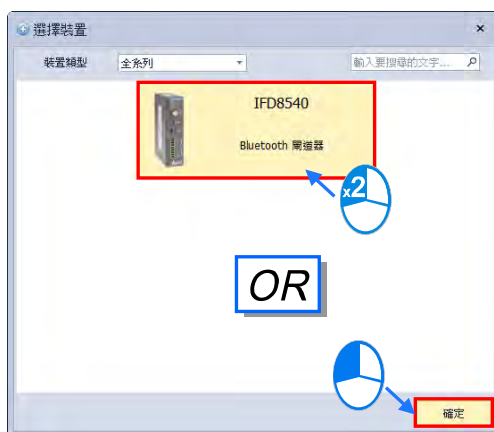 選擇裝置
裝置類型 全系列 輸入要搜尋的文字...
IFD8540
Bluetooth 閘道器
x2
OR
確定